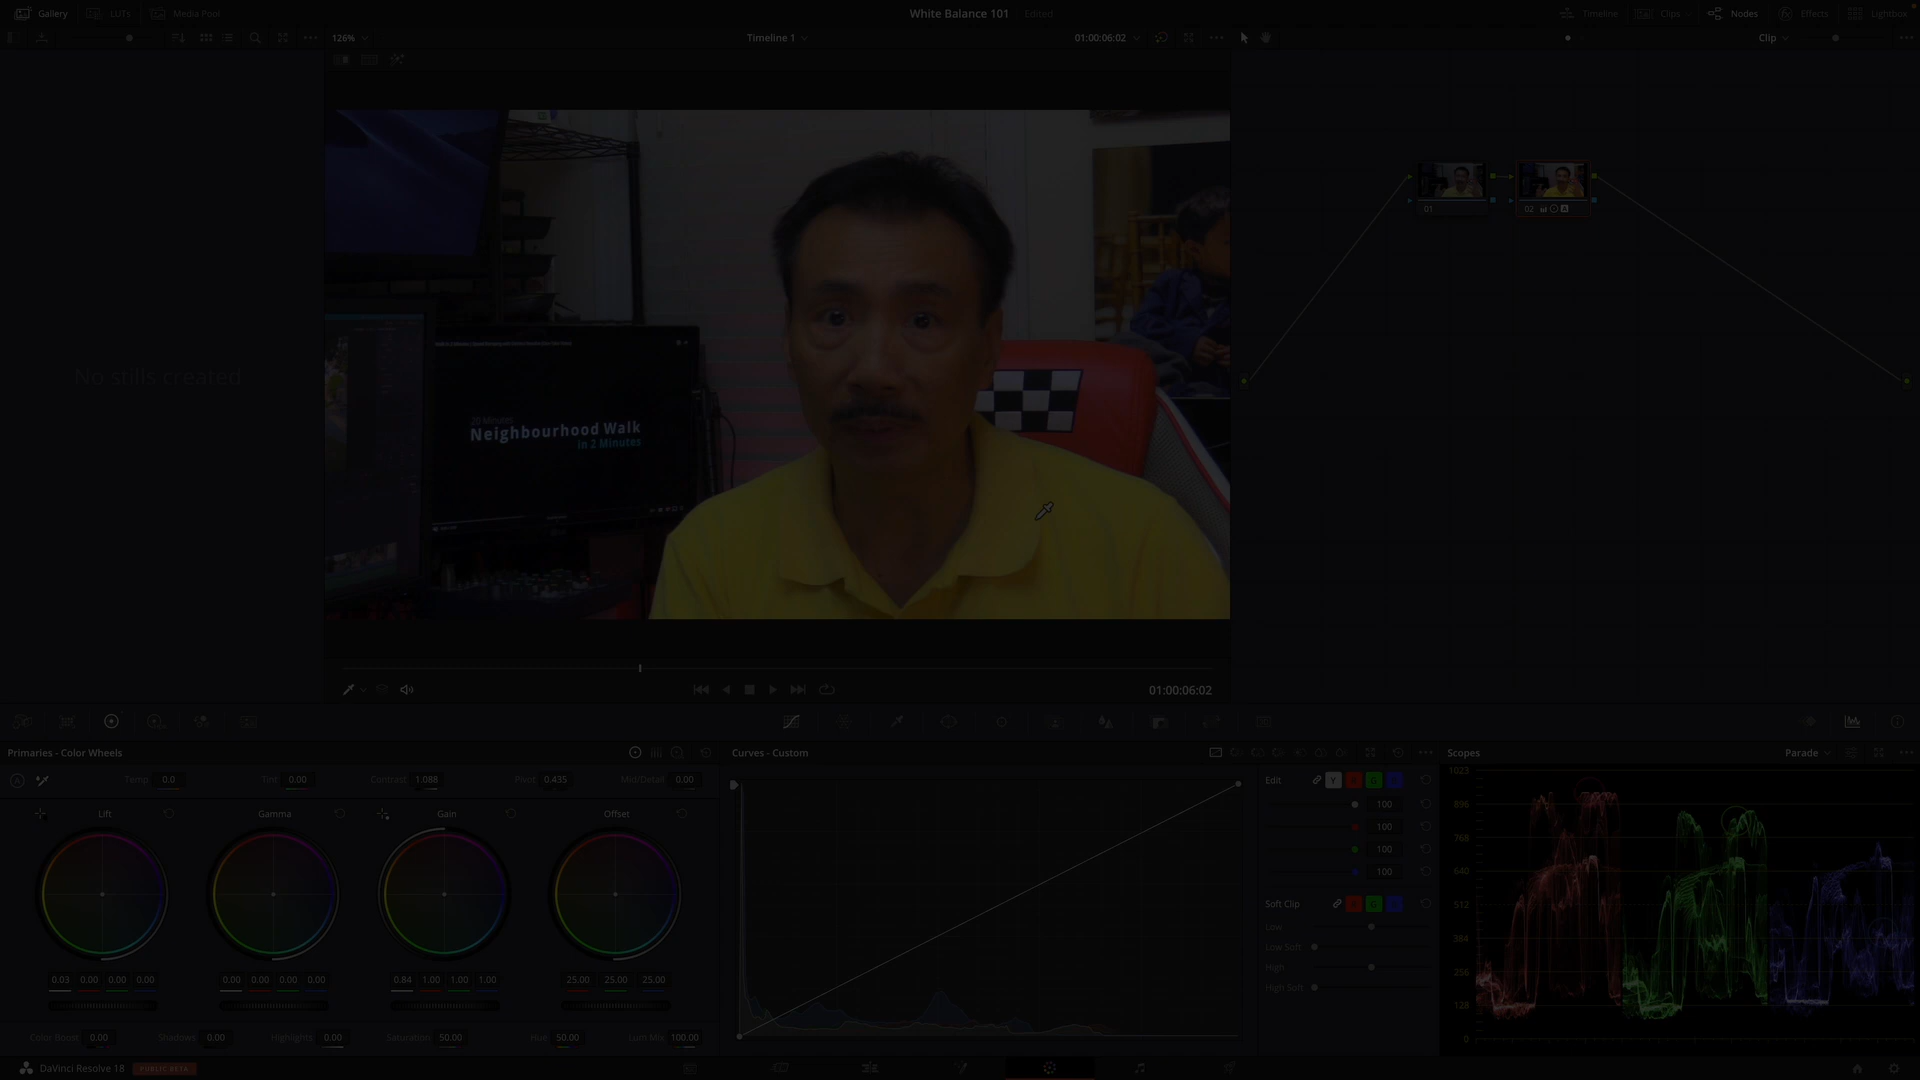 Gallery LUTs Media Pool White Balance 101 Edited Timeline Clips Nodes Effects Lightbox
126% Timeline 1 01:00:06:02 Clip
No stills created
20 Minutes
Neighbourhood Walk
in 2 Minutes
01 02
01:00:06:02
Primaries - Color Wheels Curves - Custom Scopes Parade
Temp 0.0 Tint 0.00 Contrast 1.088 Pivot 0.435 Mid/Detail 0.00
Lift Gamma Gain Offset
0.03 0.00 0.00 0.00 0.00 0.00 0.00 0.00 0.84 1.00 1.00 1.00 25.00 25.00 25.00
Color Boost 0.00 Shadows 0.00 Highlights 0.00 Saturation 50.00 Hue 50.00 Lum Mix 100.00
Edit Y R G B
100
100
100
100
Soft Clip R G B
Low
Low Soft
High
High Soft
1023
896
768
640
512
384
256
128
0
DaVinci Resolve 18 PUBLIC BETA